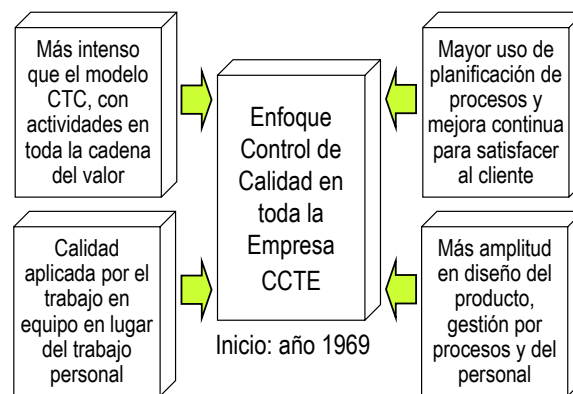 Más intenso
que el modelo
CTC, con
actividades en
toda la cadena
del valor
Calidad
aplicada por el
trabajo en
equipo en lugar
del trabajo
personal
Enfoque
Control de
Calidad en
toda la
Empresa
CCTE
Inicio: año 1969
Mayor uso de
planificación de
procesos y
mejora continua
para satisfacer
al cliente
Más amplitud
en diseño del
producto,
gestión por
procesos y del
personal